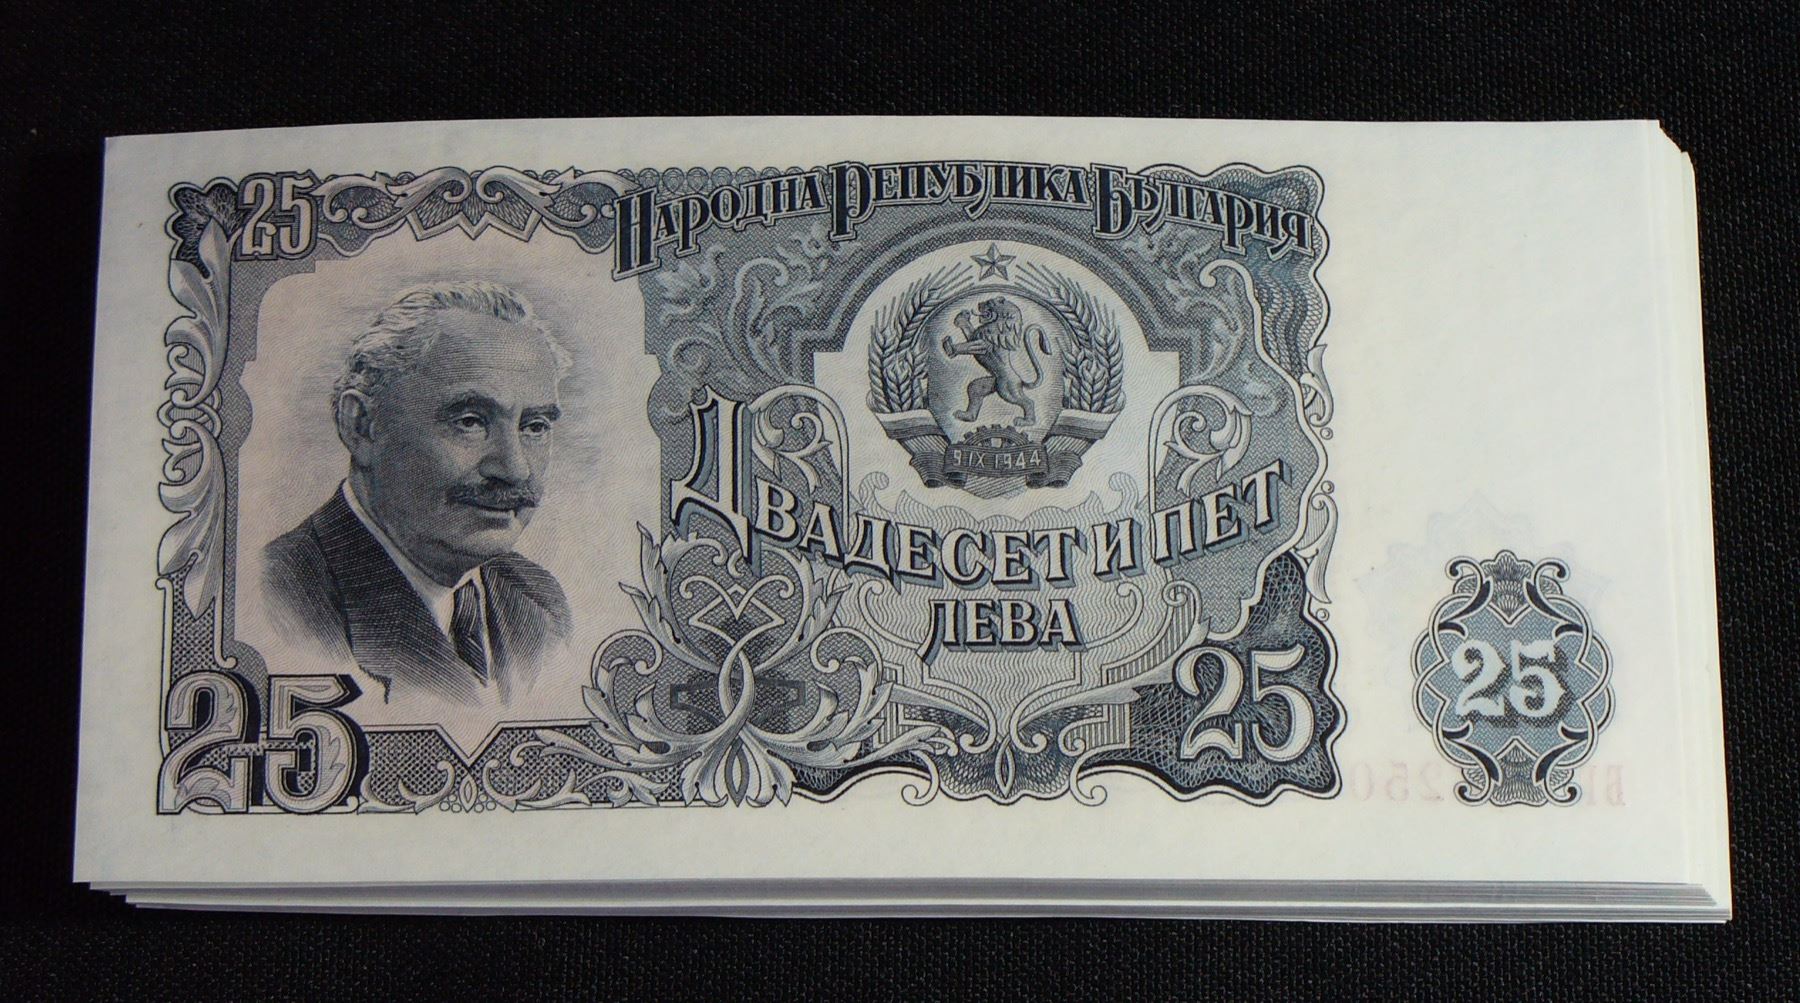 25
Народна Република България
9·IX·1944
Двадесет и пет
лева
25
25
25